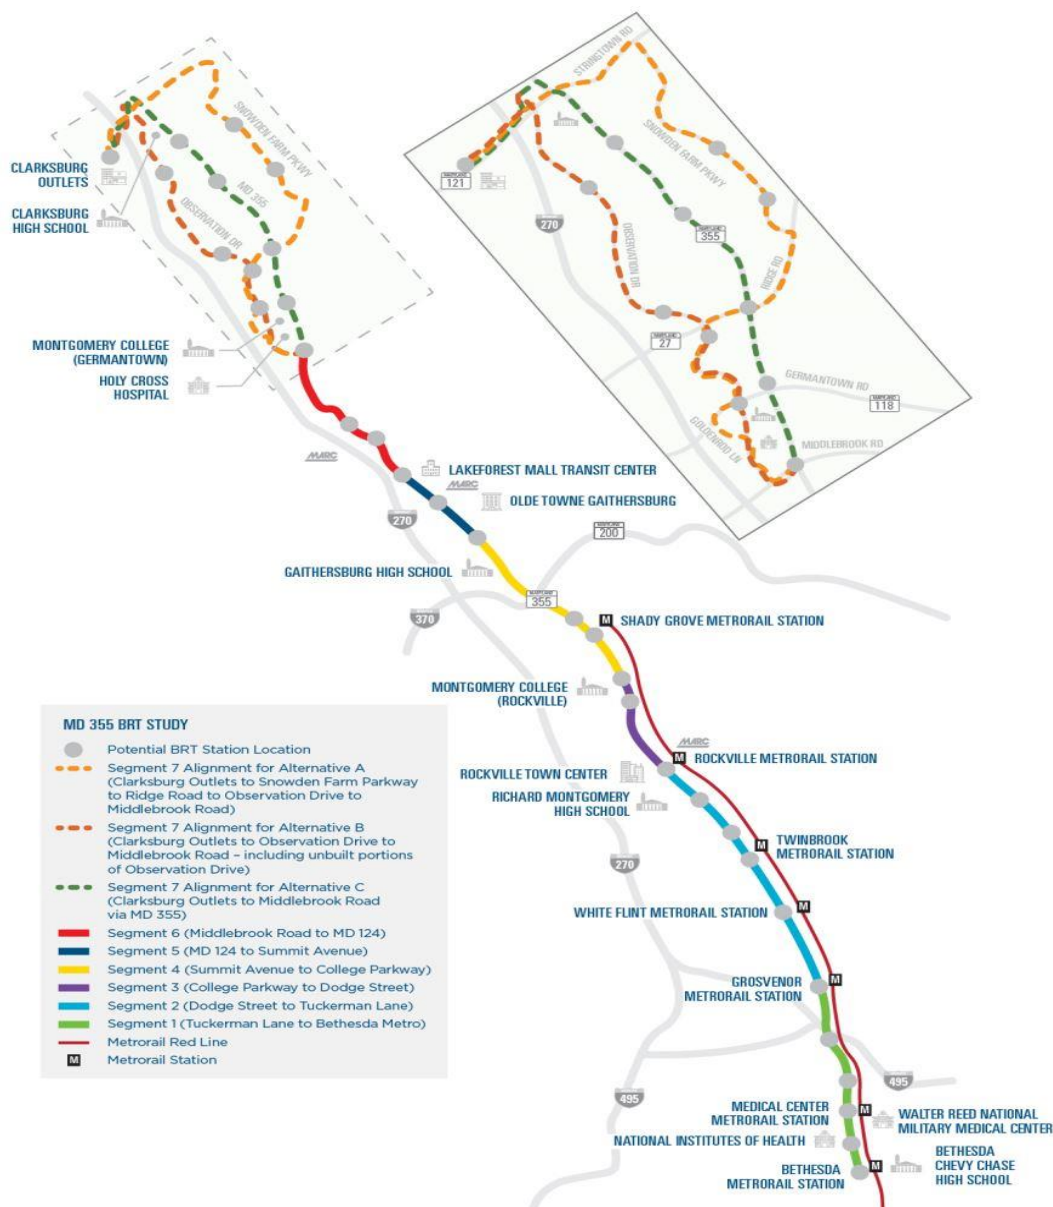 STRINGTOWN RD
SNOWDEN FARM PKWY
MARYLAND
121
270
MARYLAND
355
OBSERVATION DR
RIDGE RD
MARYLAND
27
GERMANTOWN RD
MARYLAND
118
GOLDENROD LN
MIDDLEBROOK RD
SNOWDEN FARM PKWY
MD 355
OBSERVATION DR
CLARKSBURG
OUTLETS
CLARKSBURG
HIGH SCHOOL
MONTGOMERY COLLEGE
(GERMANTOWN)
HOLY CROSS
HOSPITAL
MARC
LAKEFOREST MALL TRANSIT CENTER
MARC
OLDE TOWNE GAITHERSBURG
270
MARYLAND
200
GAITHERSBURG HIGH SCHOOL
MARYLAND
355
370
M
SHADY GROVE METRORAIL STATION
MONTGOMERY COLLEGE
(ROCKVILLE)
MARC
M
ROCKVILLE METRORAIL STATION
ROCKVILLE TOWN CENTER
RICHARD MONTGOMERY
HIGH SCHOOL
M
TWINBROOK
METRORAIL STATION
270
WHITE FLINT METRORAIL STATION
M
GROSVENOR
METRORAIL STATION
M
495
495
MEDICAL CENTER
METRORAIL STATION
M
WALTER REED NATIONAL
MILITARY MEDICAL CENTER
NATIONAL INSTITUTES OF HEALTH
BETHESDA
METRORAIL STATION
M
BETHESDA
CHEVY CHASE
HIGH SCHOOL
MD 355 BRT STUDY
Potential BRT Station Location
Segment 7 Alignment for Alternative A
(Clarksburg Outlets to Snowden Farm Parkway
to Ridge Road to Observation Drive to
Middlebrook Road)
Segment 7 Alignment for Alternative B
(Clarksburg Outlets to Observation Drive to
Middlebrook Road – including unbuilt portions
of Observation Drive)
Segment 7 Alignment for Alternative C
(Clarksburg Outlets to Middlebrook Road
via MD 355)
Segment 6 (Middlebrook Road to MD 124)
Segment 5 (MD 124 to Summit Avenue)
Segment 4 (Summit Avenue to College Parkway)
Segment 3 (College Parkway to Dodge Street)
Segment 2 (Dodge Street to Tuckerman Lane)
Segment 1 (Tuckerman Lane to Bethesda Metro)
Metrorail Red Line
M
Metrorail Station